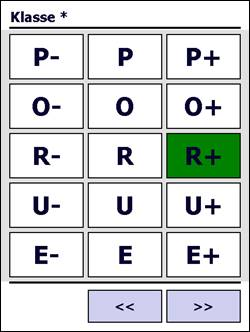 Klasse *
P- P P+
O- O O+
R- R R+
U- U U+
E- E E+
<< >>